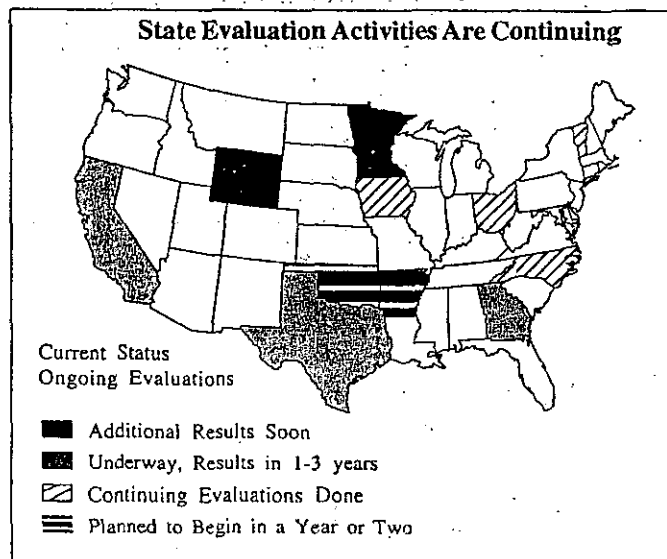 State Evaluation Activities Are Continuing
Current Status
Ongoing Evaluations
Additional Results Soon
Underway, Results in 1-3 years
Continuing Evaluations Done
Planned to Begin in a Year or Two